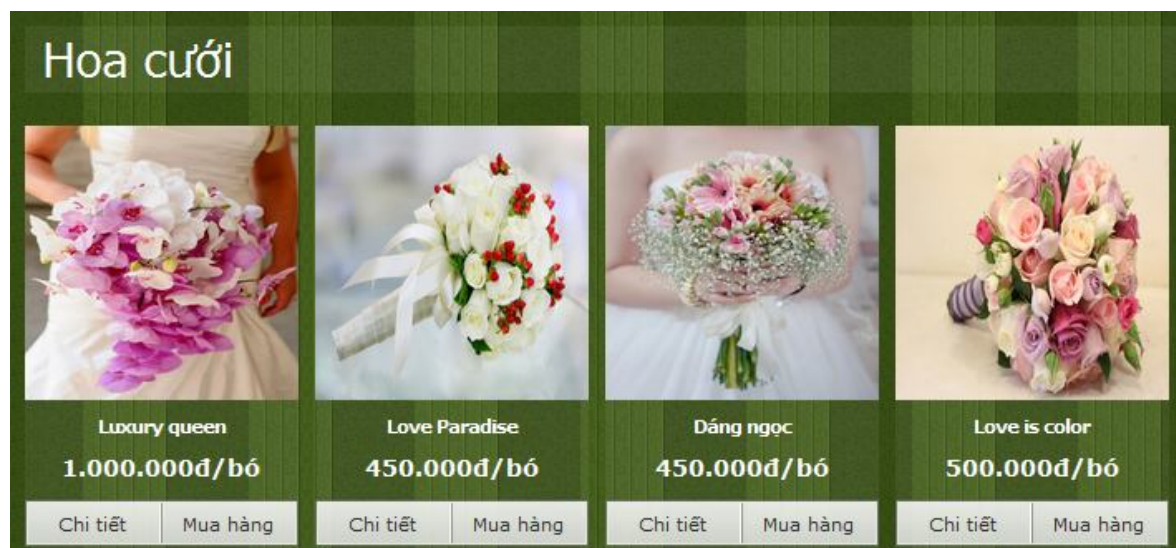 Hoa cưới
Luxury queen
Love Paradise
Dáng ngọc
Love is color
1.000.000đ/bó
450.000đ/bó
450.000đ/bó
500.000đ/bó
Chi tiết
Mua hàng
Chi tiết
Mua hàng
Chi tiết
Mua hàng
Chi tiết
Mua hàng